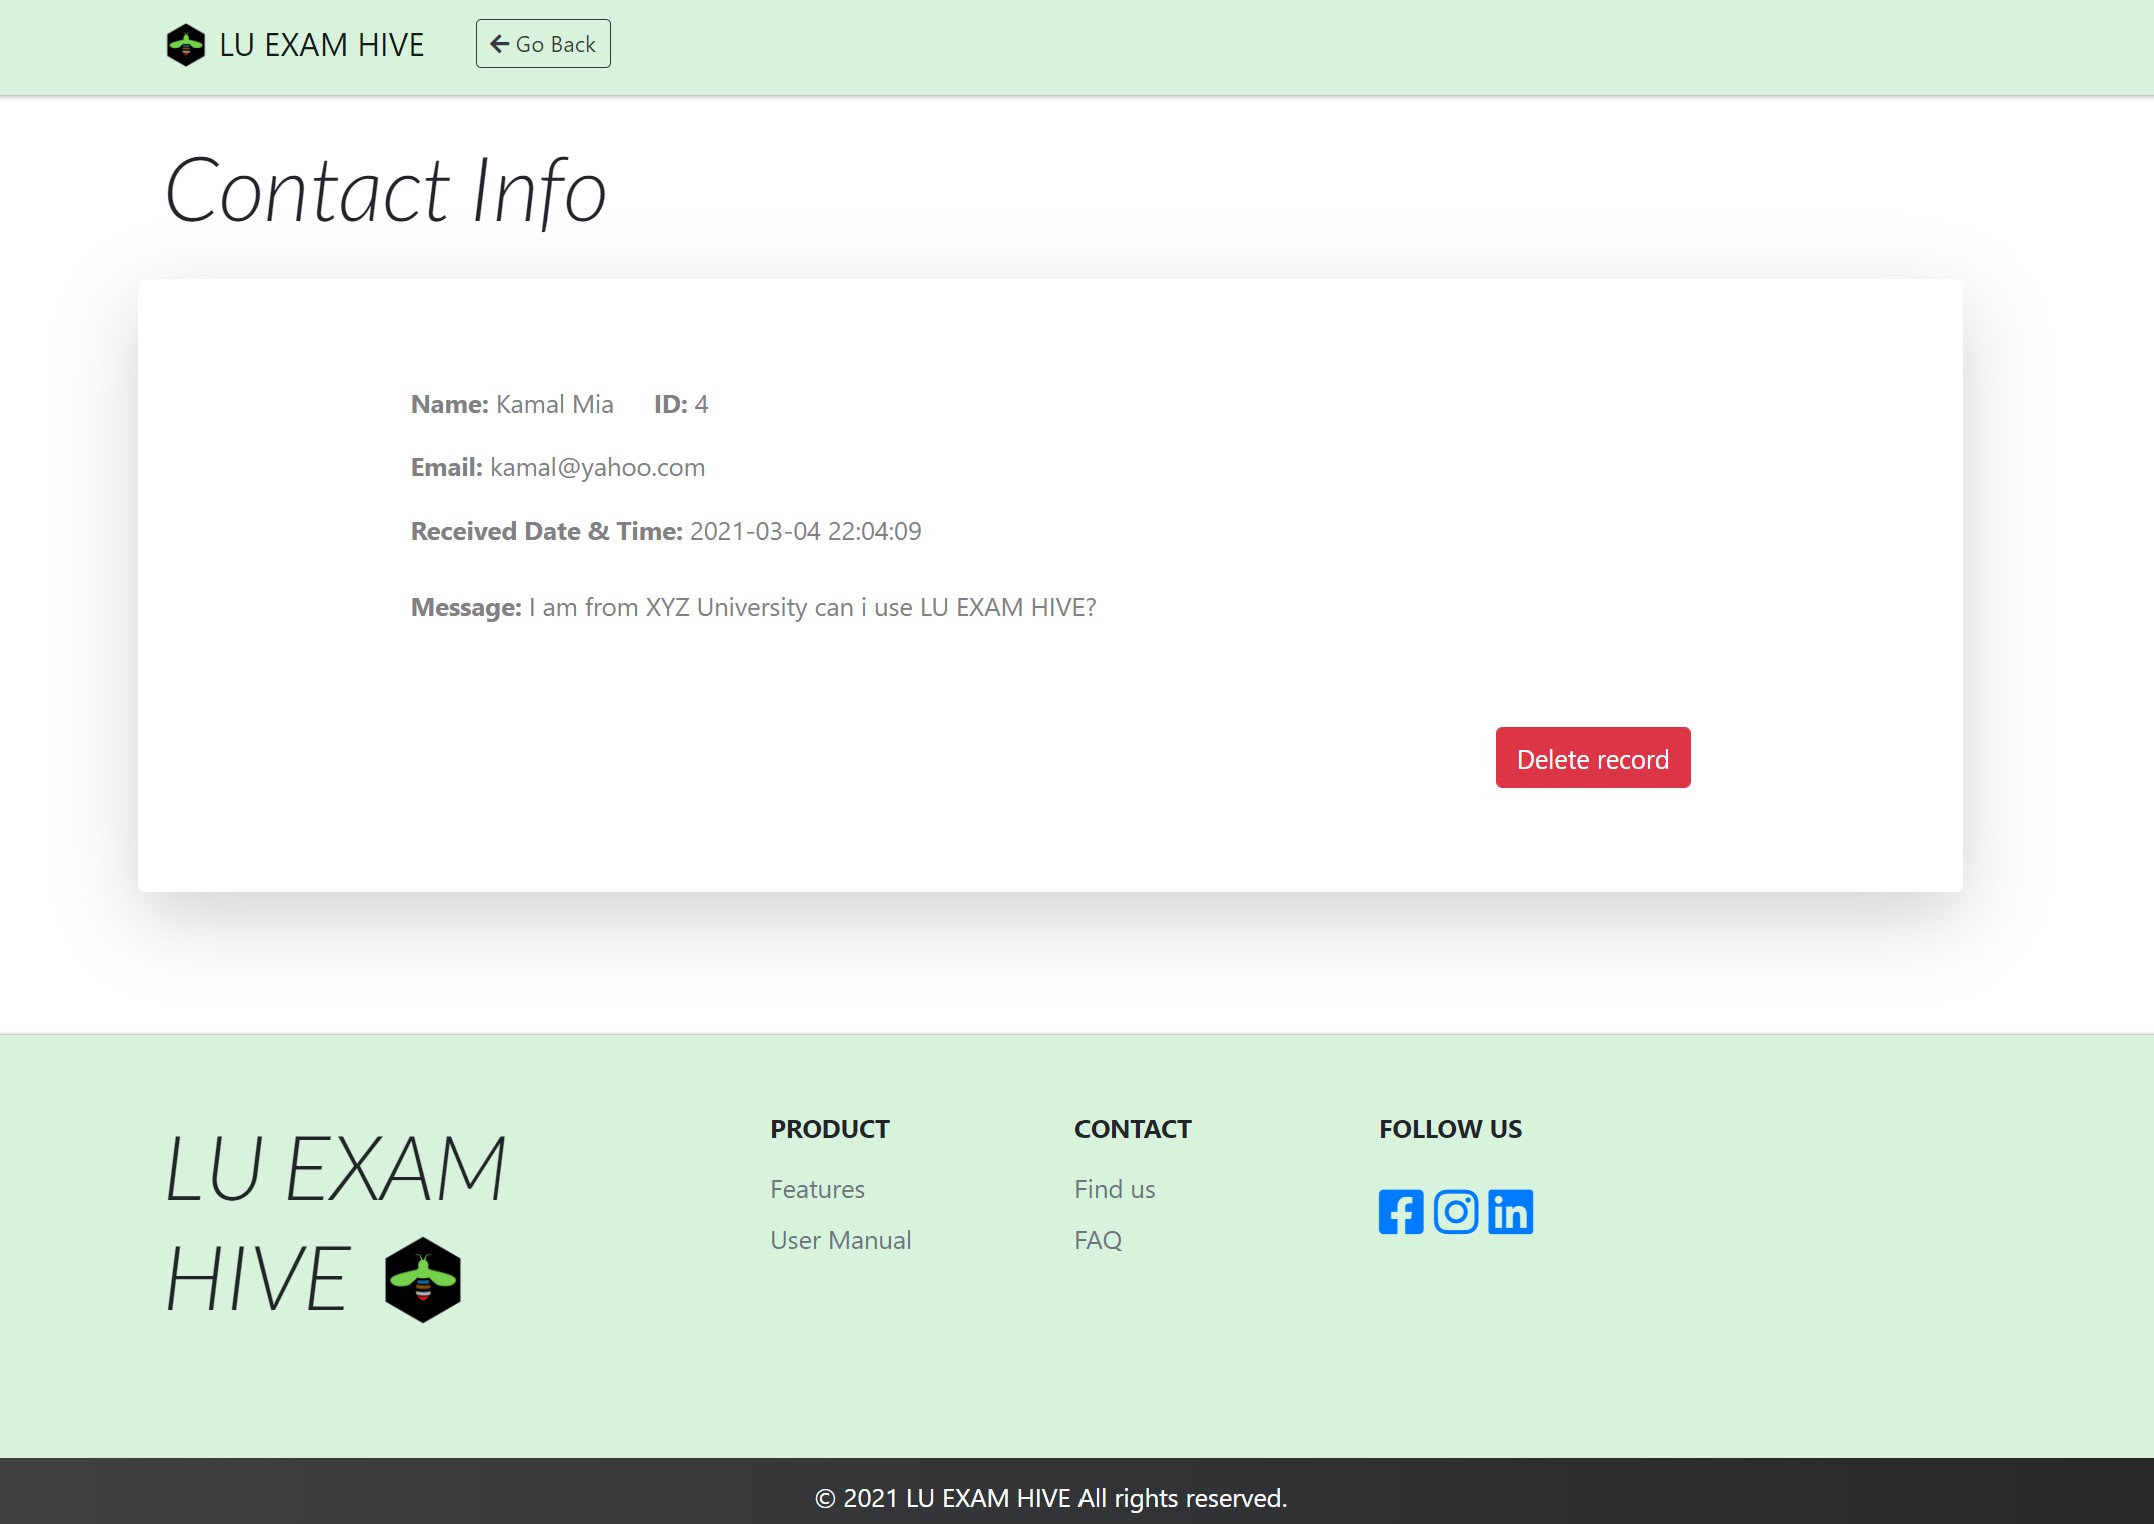 LU EXAM HIVE
Go Back
Contact Info
Name: Kamal Mia ID: 4
Email: kamal@yahoo.com
Received Date & Time: 2021-03-04 22:04:09
Message: I am from XYZ University can i use LU EXAM HIVE?
Delete record
LU EXAM
HIVE
PRODUCT
Features
User Manual
CONTACT
Find us
FAQ
FOLLOW US
© 2021 LU EXAM HIVE All rights reserved.